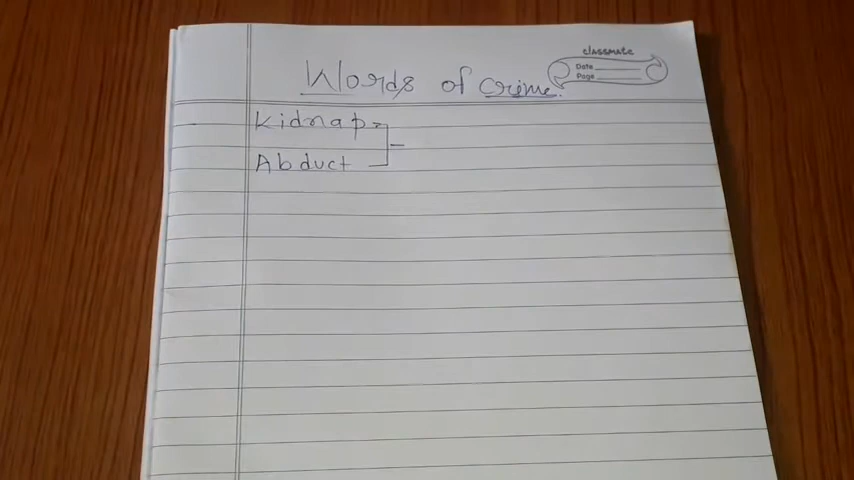 classmate
Date
Page
Words of Crime.
Kidnap
Abduct